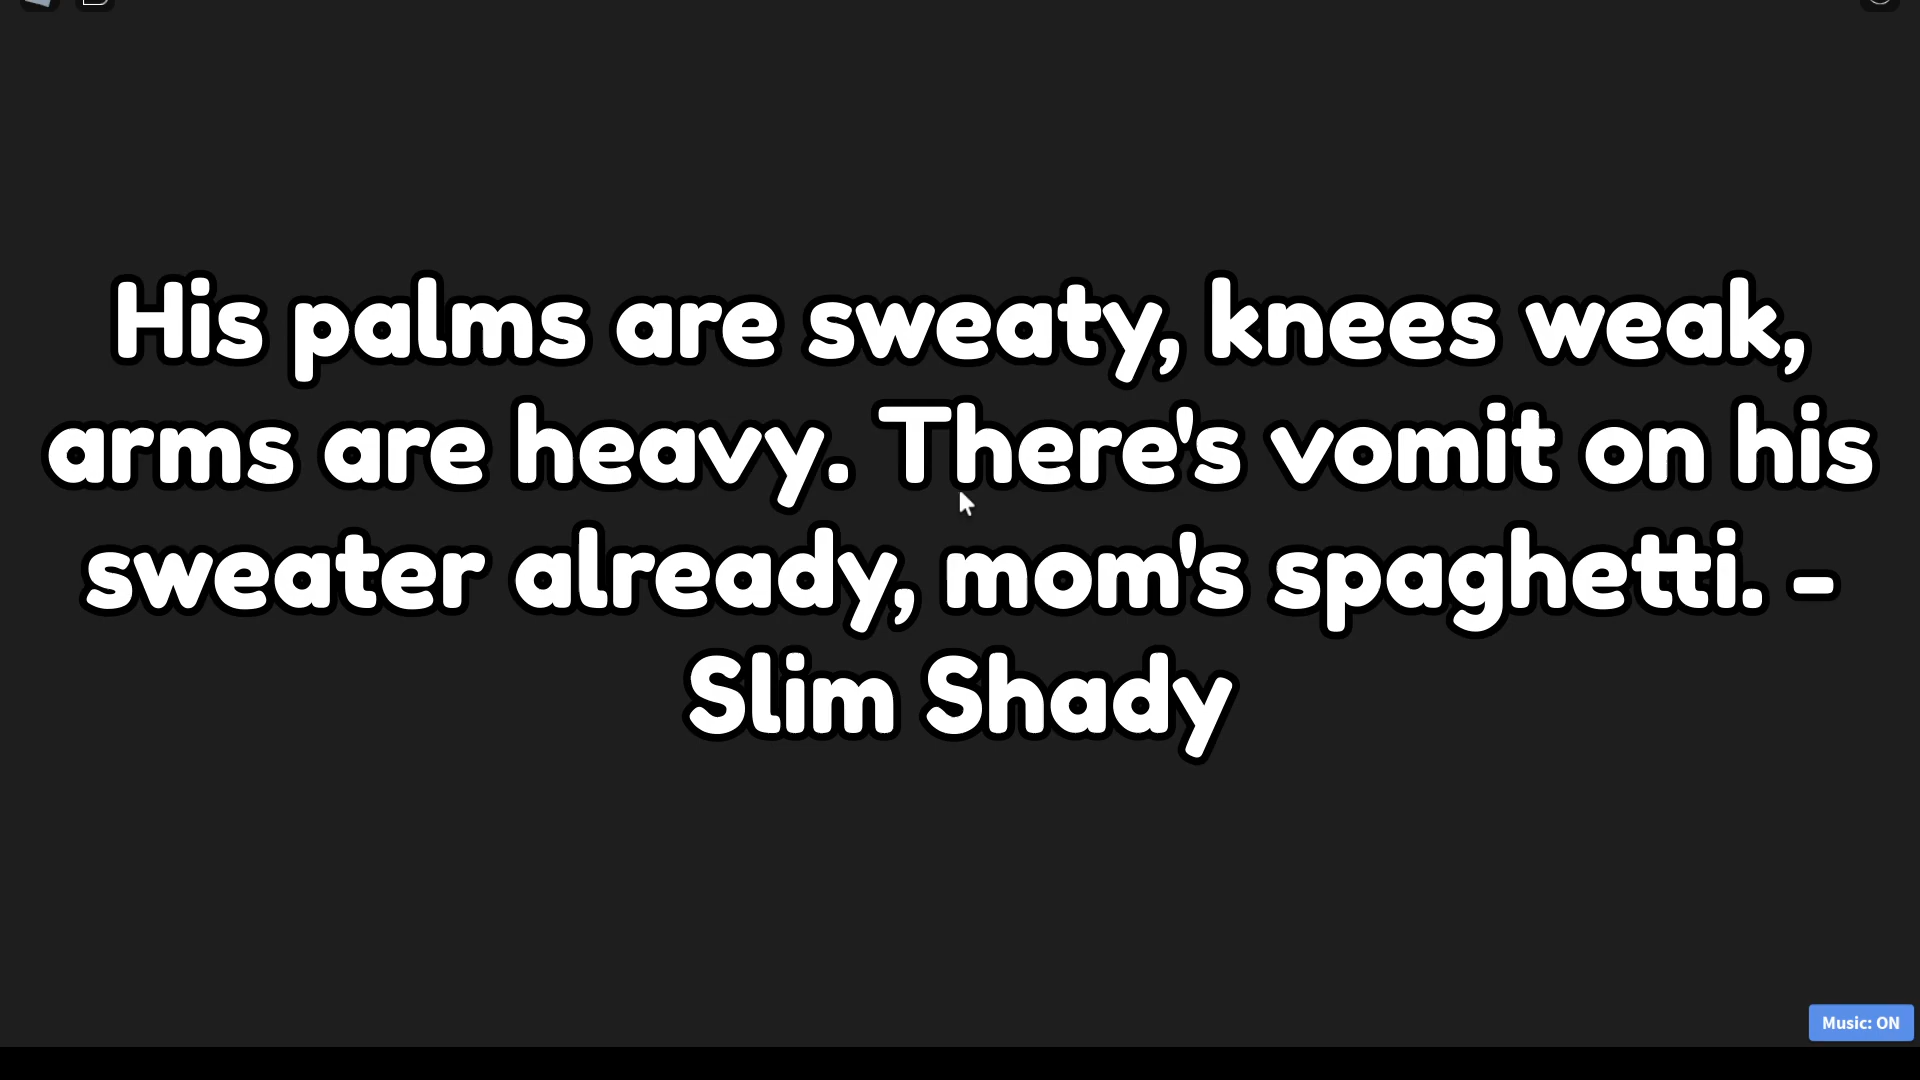 His palms are sweaty, knees weak,
arms are heavy. There's vomit on his
sweater already, mom's spaghetti. -
Slim Shady
Music: ON